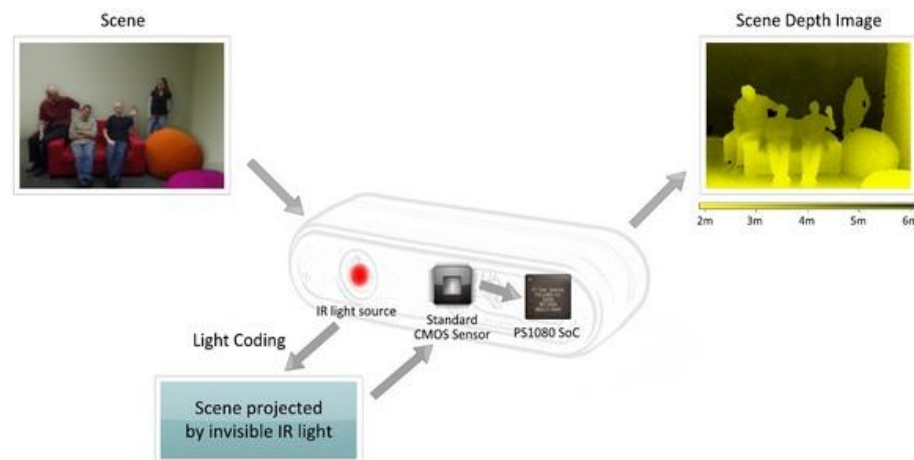 Scene
Scene Depth Image
2m 3m 4m 5m 6m
IR light source
Standard
CMOS Sensor
PS1080 SoC
Light Coding
Scene projected
by invisible IR light